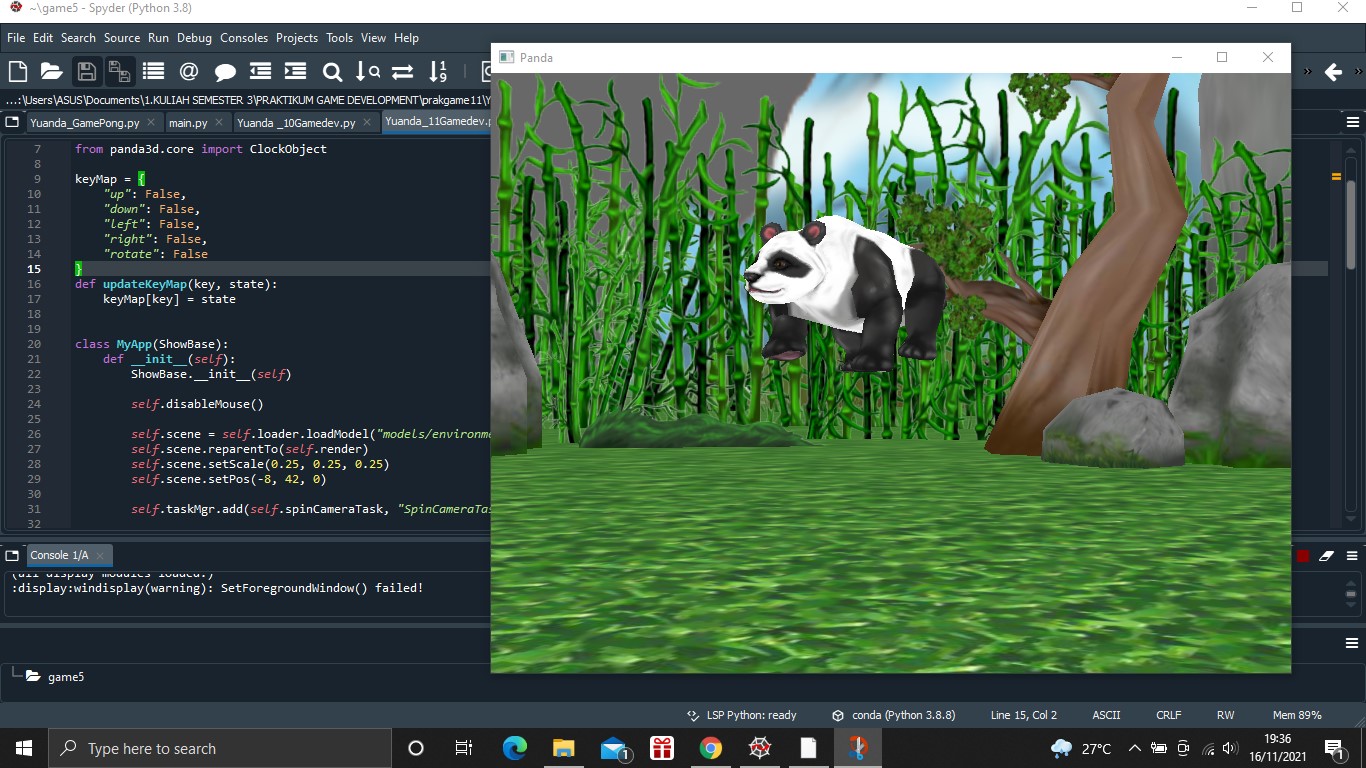 ~\game5 - Spyder (Python 3.8)
File Edit Search Source Run Debug Consoles Projects Tools View Help
Panda
...:\Users\ASUS\Documents\1.KULIAH SEMESTER 3\PRAKTIKUM GAME DEVELOPMENT\prakgame11\Y
Yuanda_GamePong.py main.py Yuanda _10Gamedev.py Yuanda_11Gamedev.p
7 from panda3d.core import ClockObject
8
9 keyMap = {
10 "up": False,
11 "down": False,
12 "left": False,
13 "right": False,
14 "rotate": False
15 }
16 def updateKeyMap(key, state):
17 keyMap[key] = state
18
19
20 class MyApp(ShowBase):
21 def __init__(self):
22 ShowBase.__init__(self)
23
24 self.disableMouse()
25
26 self.scene = self.loader.loadModel("models/environme
27 self.scene.reparentTo(self.render)
28 self.scene.setScale(0.25, 0.25, 0.25)
29 self.scene.setPos(-8, 42, 0)
30
31 self.taskMgr.add(self.spinCameraTask, "SpinCameraTas
32
Console 1/A
(all display modules loaded.)
:display:windisplay(warning): SetForegroundWindow() failed!
game5
LSP Python: ready conda (Python 3.8.8) Line 15, Col 2 ASCII CRLF RW Mem 89%
Type here to search
1
27°C
19:36
16/11/2021
1